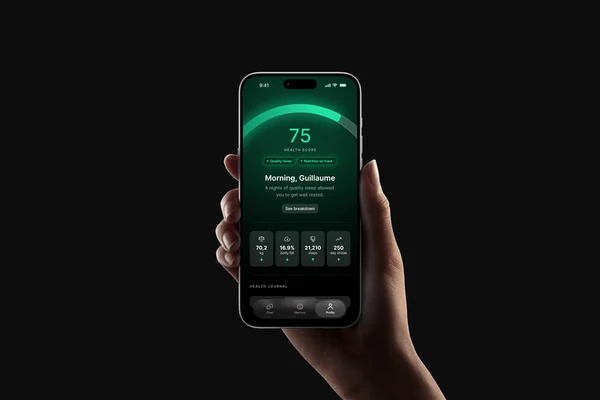 9:41
75
HEALTH SCORE
Quality sleep Nutrition on track
Morning, Guillaume
4 nights of quality sleep allowed
you to get well rested.
See breakdown
70,2 16.9% 21,210 250
kg body fat steps day streak
HEALTH JOURNAL
Chat Memory Profile